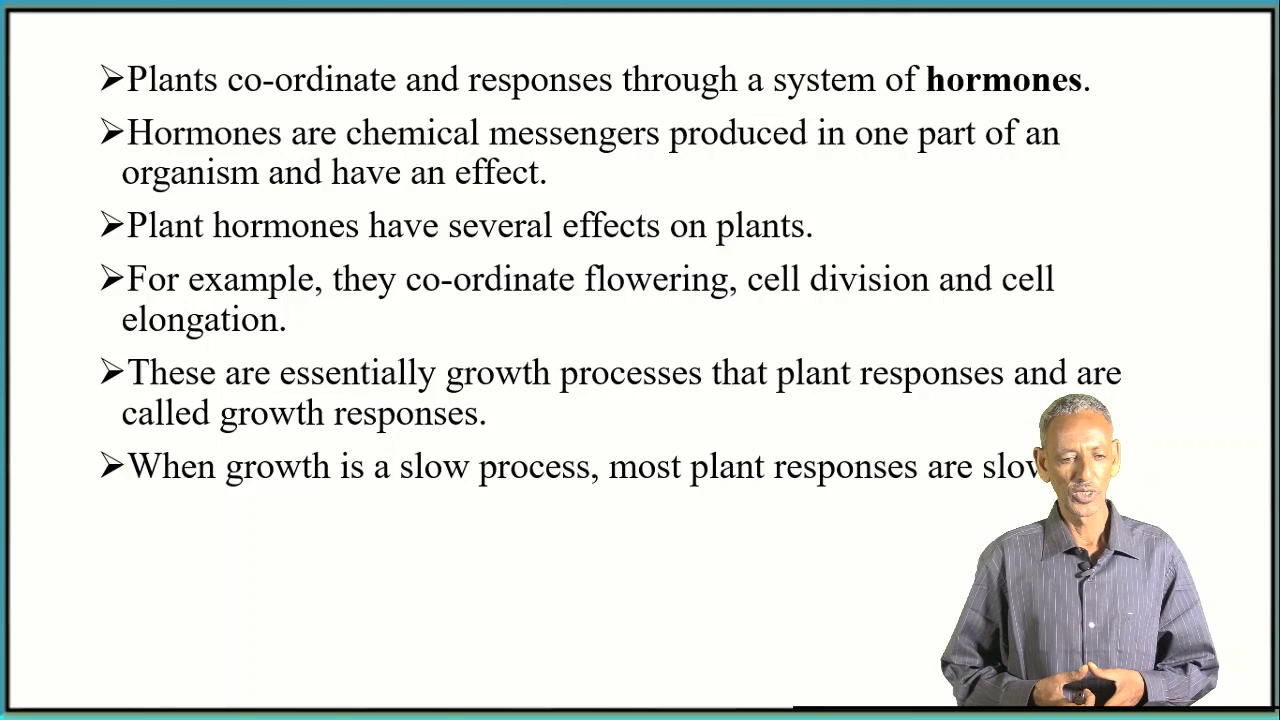 ➢Plants co-ordinate and responses through a system of hormones.
➢Hormones are chemical messengers produced in one part of an
organism and have an effect.
➢Plant hormones have several effects on plants.
➢For example, they co-ordinate flowering, cell division and cell
elongation.
➢These are essentially growth processes that plant responses and are
called growth responses.
➢When growth is a slow process, most plant responses are